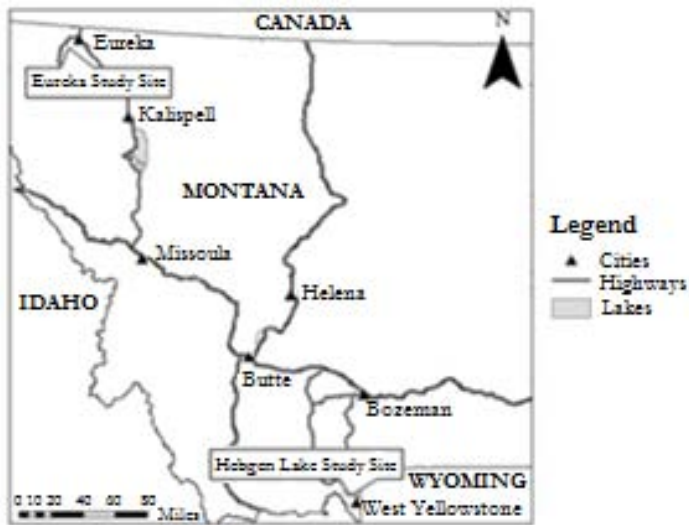 CANADA
N
Eureka
Eureka Study Site
Kalispell
MONTANA
Legend
Missoula
Cities
Highways
IDAHO
Helena
Lakes
Butte
Bozeman
Hebgen Lake Study Site
WYOMING
West Yellowstone
0 10 20 40 60 80
Miles